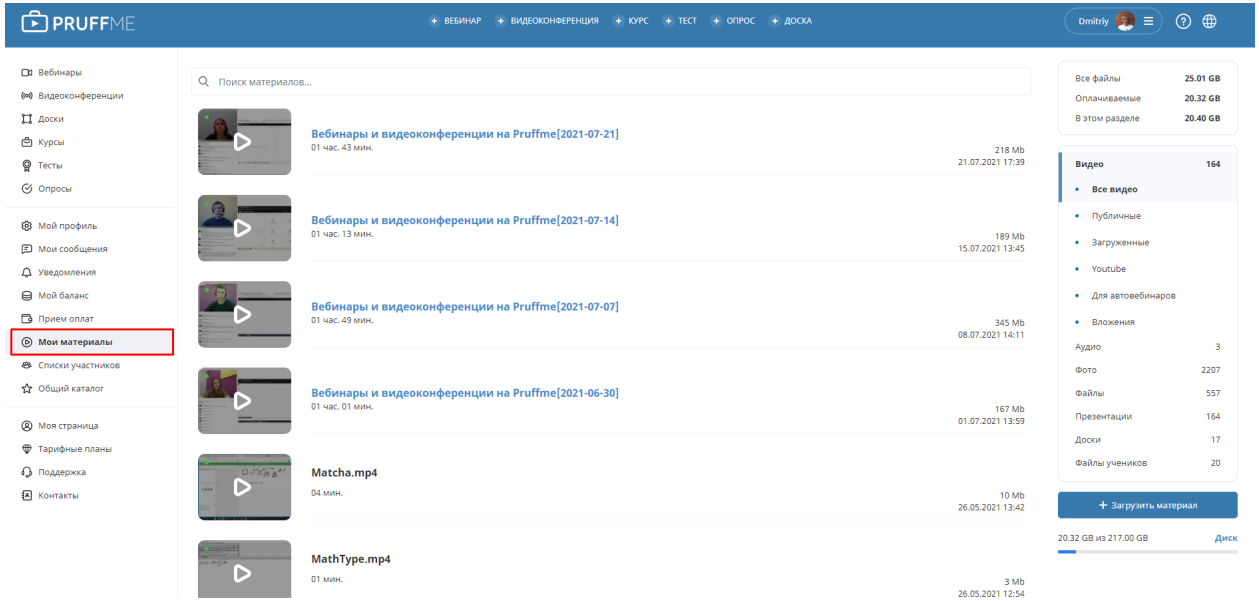 PRUFFME
+ ВЕБИНАР + ВИДЕОКОНФЕРЕНЦИЯ + КУРС + ТЕСТ + ОПРОС + ДОСКА
Dmitriy
Вебинары
Видеоконференции
Доски
Курсы
Тесты
Опросы
Мой профиль
Мои сообщения
Уведомления
Мой баланс
Прием оплат
Мои материалы
Списки участников
Общий каталог
Моя страница
Тарифные планы
Поддержка
Контакты
Поиск материалов...
Вебинары и видеоконференции на Pruffme[2021-07-21]
01 час. 43 мин.
218 Mb
21.07.2021 17:39
Вебинары и видеоконференции на Pruffme[2021-07-14]
01 час. 13 мин.
189 Mb
15.07.2021 13:45
Вебинары и видеоконференции на Pruffme[2021-07-07]
01 час. 49 мин.
345 Mb
08.07.2021 14:11
Вебинары и видеоконференции на Pruffme[2021-06-30]
01 час. 01 мин.
167 Mb
01.07.2021 13:59
Matcha.mp4
04 мин.
10 Mb
26.05.2021 13:42
MathType.mp4
01 мин.
3 Mb
26.05.2021 12:54
Все файлы 25.01 GB
Оплачиваемые 20.32 GB
В этом разделе 20.40 GB
Видео 164
Все видео
Публичные
Загруженные
Youtube
Для автовебинаров
Вложения
Аудио 3
Фото 2207
Файлы 557
Презентации 164
Доски 17
Файлы учеников 20
+ Загрузить материал
20.32 GB из 217.00 GB Диск